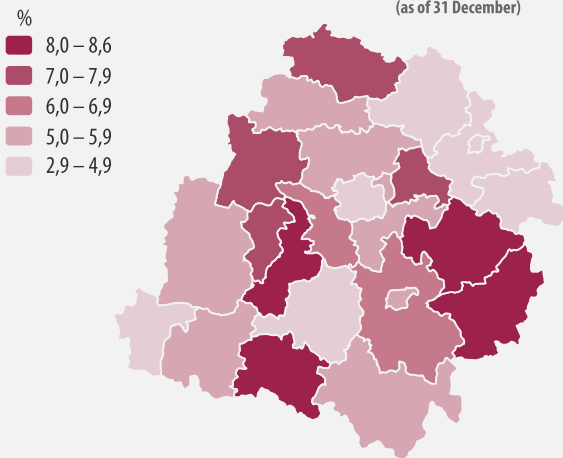 (as of 31 December)
%
8,0 – 8,6
7,0 – 7,9
6,0 – 6,9
5,0 – 5,9
2,9 – 4,9